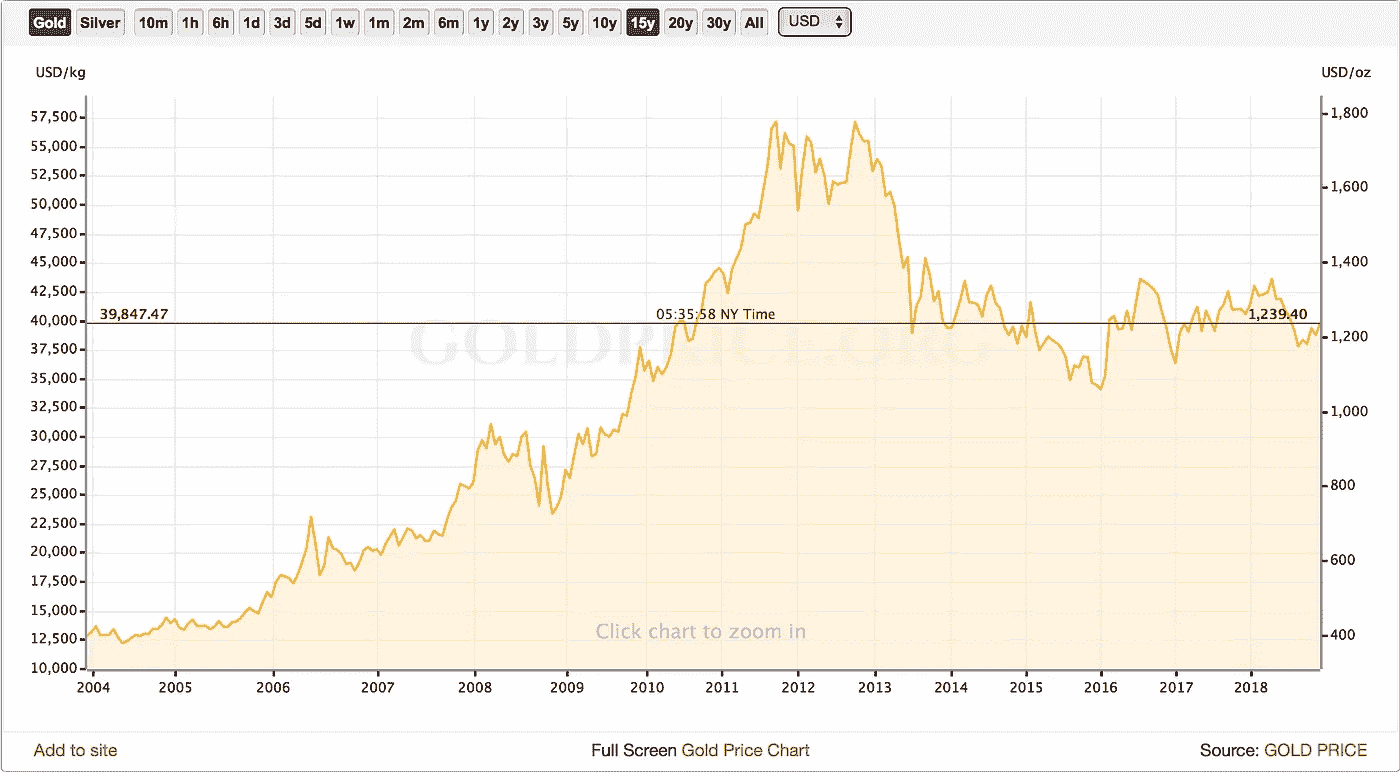 Gold Silver 10m 1h 6h 1d 3d 5d 1w 1m 2m 6m 1y 2y 3y 5y 10y 15y 20y 30y All USD
USD/kg USD/oz
57,500 1,800
55,000
52,500 1,600
50,000
47,500
45,000 1,400
42,500
39,847.47 05:35:58 NY Time 1,239.40
40,000 1,200
GOLDPRICE.ORG
37,500
35,000
32,500 1,000
30,000
27,500
25,000 800
22,500
20,000 600
17,500
15,000
Click chart to zoom in
12,500 400
10,000
2004 2005 2006 2007 2008 2009 2010 2011 2012 2013 2014 2015 2016 2017 2018
Add to site Full Screen Gold Price Chart Source: GOLD PRICE